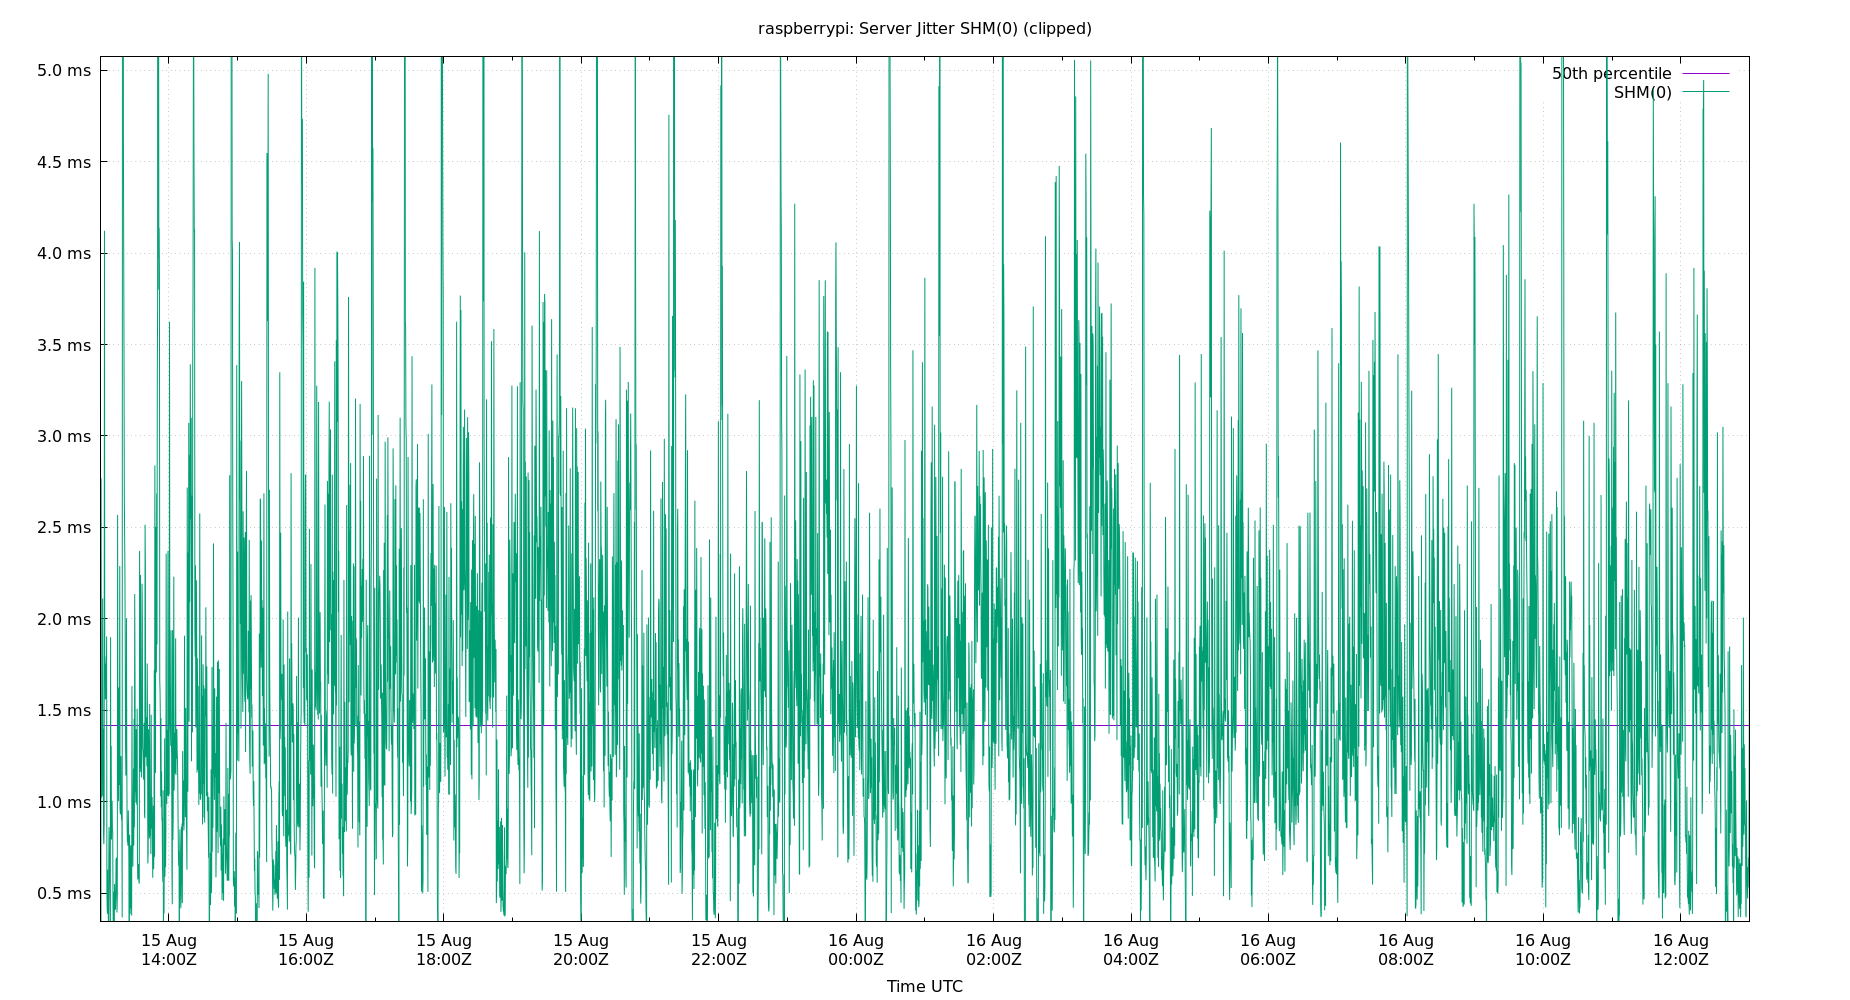 raspberrypi: Server Jitter SHM(0) (clipped)
50th percentile
SHM(0)
5.0 ms
4.5 ms
4.0 ms
3.5 ms
3.0 ms
2.5 ms
2.0 ms
1.5 ms
1.0 ms
0.5 ms
15 Aug 15 Aug 15 Aug 15 Aug 15 Aug 16 Aug 16 Aug 16 Aug 16 Aug 16 Aug 16 Aug 16 Aug
14:00Z 16:00Z 18:00Z 20:00Z 22:00Z 00:00Z 02:00Z 04:00Z 06:00Z 08:00Z 10:00Z 12:00Z
Time UTC